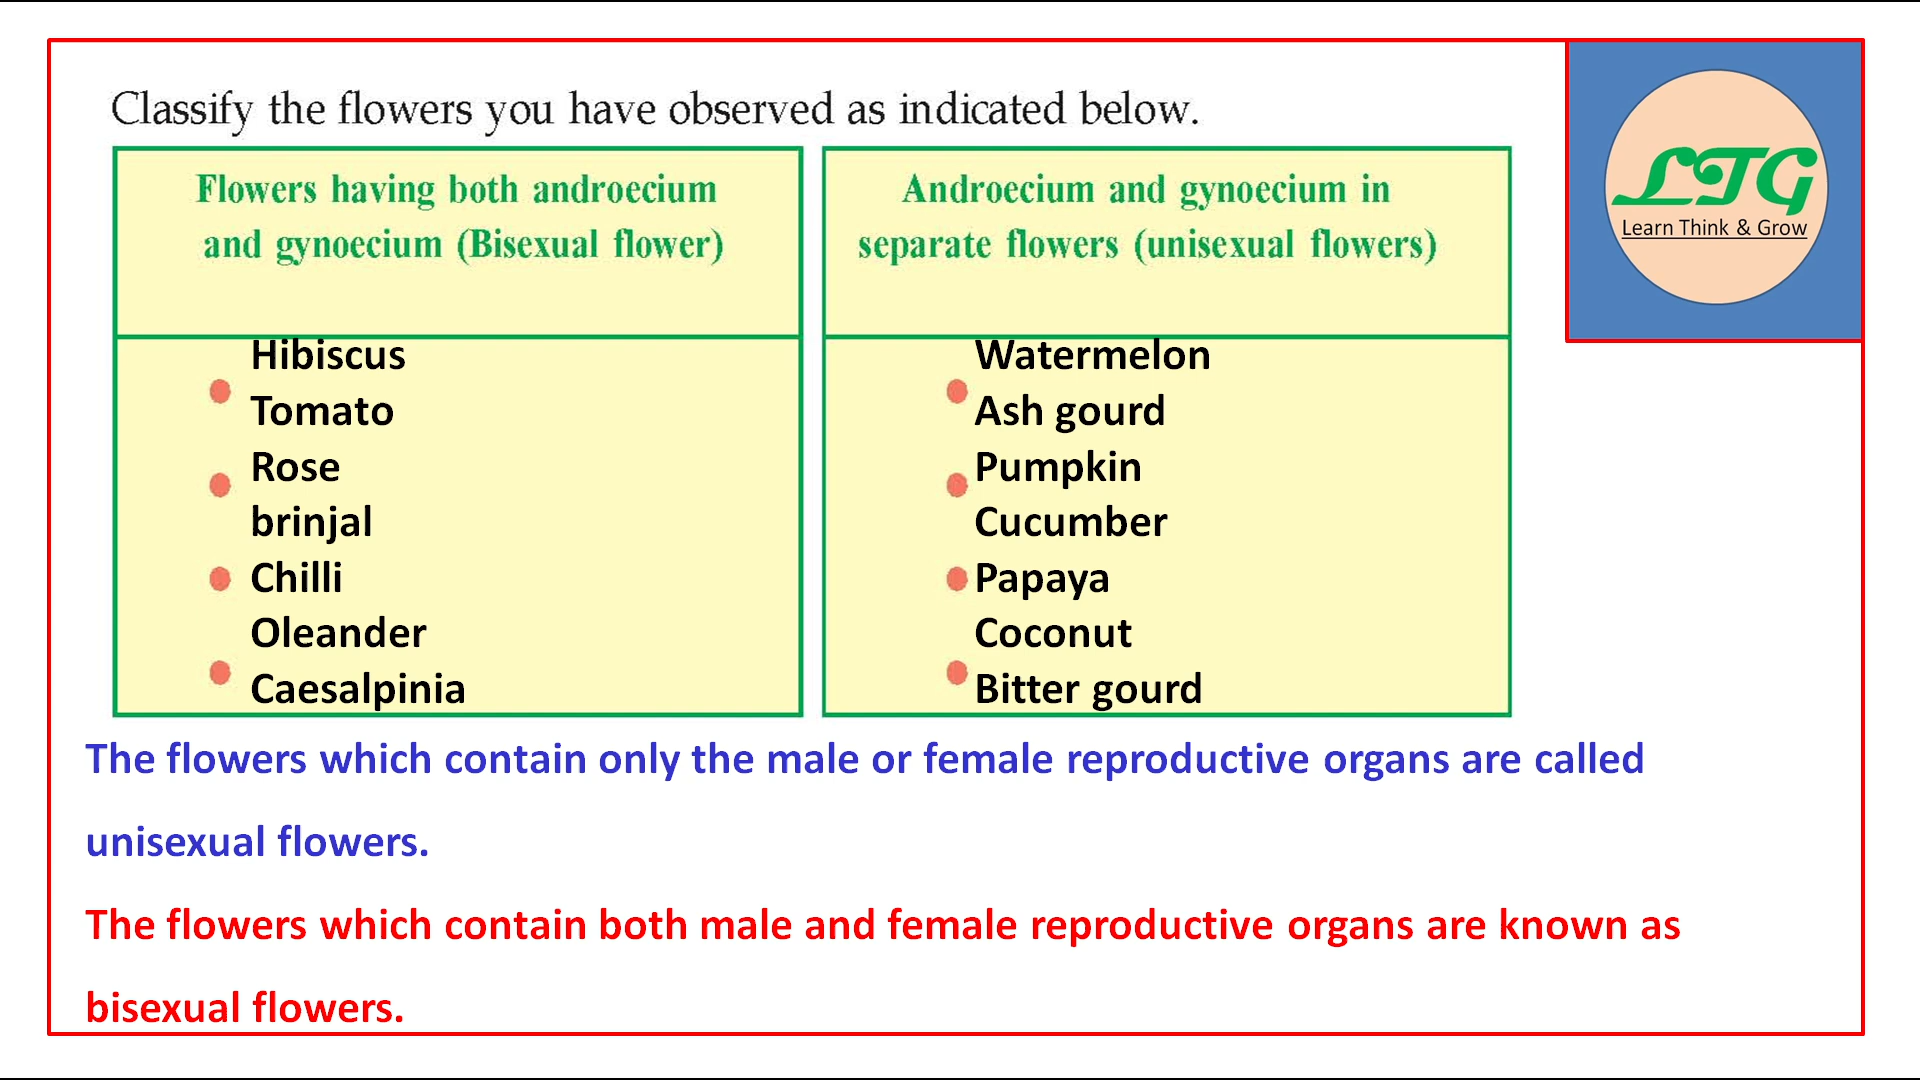 Classify the flowers you have observed as indicated below.
LTG
Learn Think & Grow
Flowers having both androecium
and gynoecium (Bisexual flower)
Hibiscus
Tomato
Rose
brinjal
Chilli
Oleander
Caesalpinia
Androecium and gynoecium in
separate flowers (unisexual flowers)
Watermelon
Ash gourd
Pumpkin
Cucumber
Papaya
Coconut
Bitter gourd
The flowers which contain only the male or female reproductive organs are called
unisexual flowers.
The flowers which contain both male and female reproductive organs are known as
bisexual flowers.